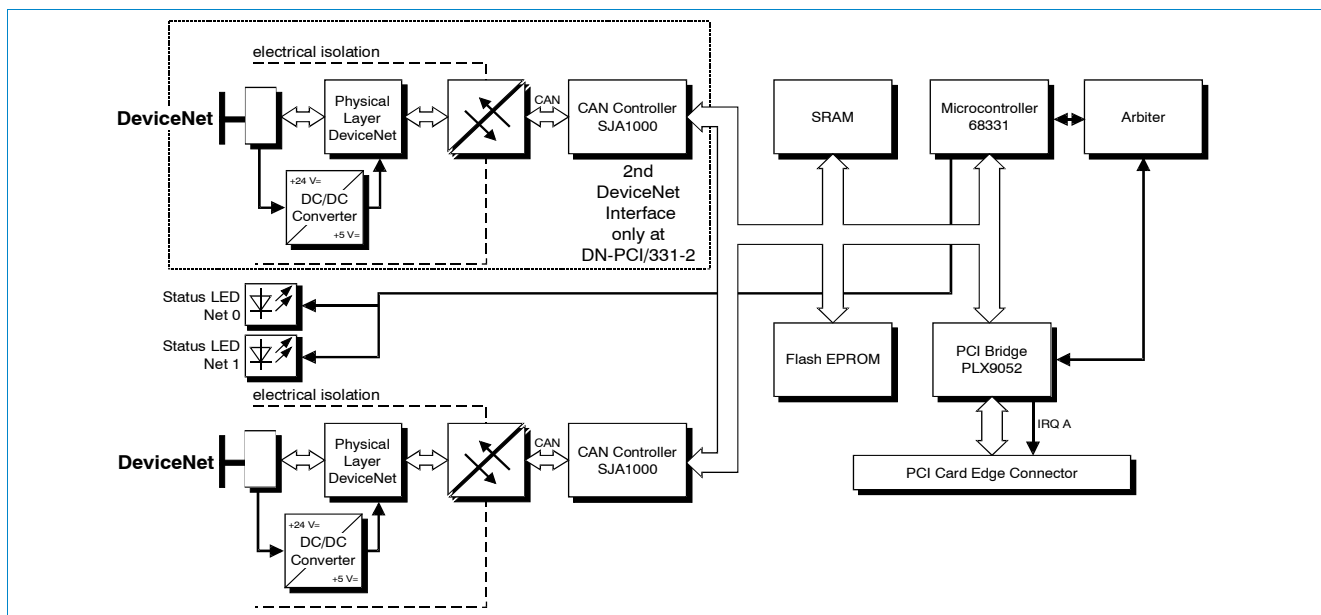 electrical isolation
DeviceNet
Physical
Layer
DeviceNet
CAN
CAN Controller
SJA1000
+24 V=
DC/DC
Converter
+5 V=
2nd
DeviceNet
Interface
only at
DN-PCI/331-2
SRAM
Microcontroller
68331
Arbiter
Status LED
Net 0
Status LED
Net 1
Flash EPROM
PCI Bridge
PLX9052
IRQ A
PCI Card Edge Connector
electrical isolation
DeviceNet
Physical
Layer
DeviceNet
CAN
CAN Controller
SJA1000
+24 V=
DC/DC
Converter
+5 V=